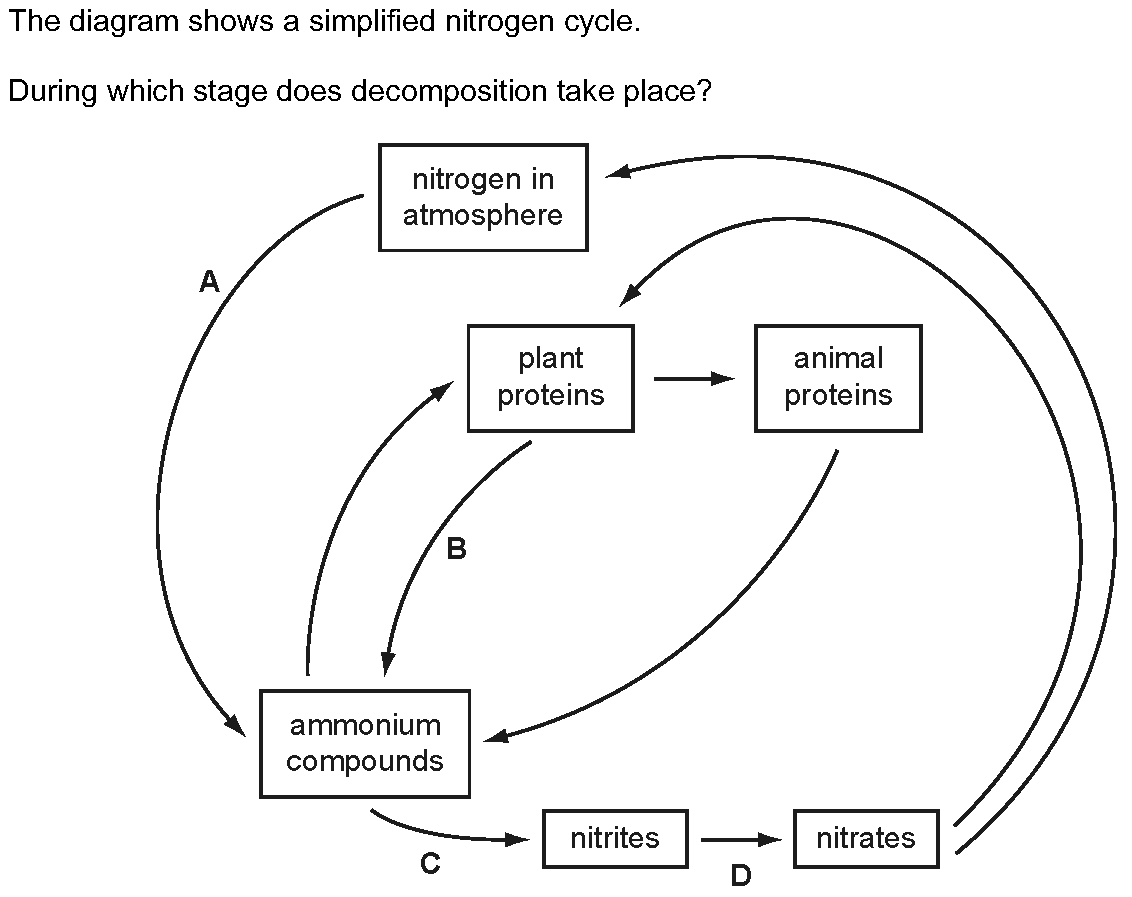 The diagram shows a simplified nitrogen cycle.
During which stage does decomposition take place?
nitrogen in
atmosphere
A
plant
proteins
animal
proteins
B
ammonium
compounds
nitrites
nitrates
C
D